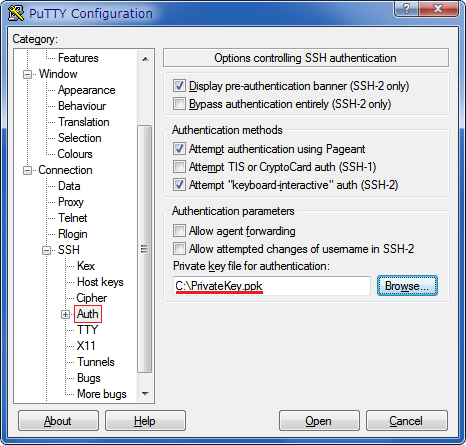 PuTTY Configuration
Category:
Features
Window
Appearance
Behaviour
Translation
Selection
Colours
Connection
Data
Proxy
Telnet
Rlogin
SSH
Kex
Host keys
Cipher
Auth
TTY
X11
Tunnels
Bugs
More bugs
Options controlling SSH authentication
Display pre-authentication banner (SSH-2 only)
Bypass authentication entirely (SSH-2 only)
Authentication methods
Attempt authentication using Pageant
Attempt TIS or CryptoCard auth (SSH-1)
Attempt "keyboard-interactive" auth (SSH-2)
Authentication parameters
Allow agent forwarding
Allow attempted changes of username in SSH-2
Private key file for authentication:
C:\PrivateKey.ppk
Browse...
About
Help
Open
Cancel